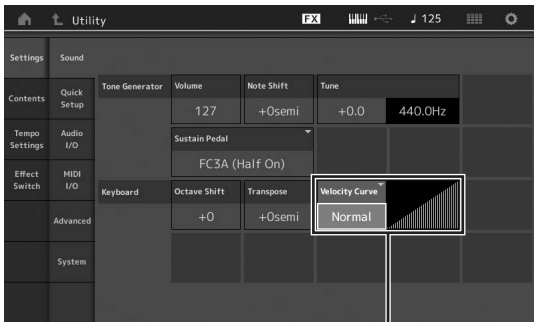 Utility FX 125
Settings Sound
Tone Generator Volume Note Shift Tune
127 +0semi +0.0 440.0Hz
Contents Quick Setup
Tempo Settings Audio I/O
Sustain Pedal
FC3A (Half On)
Effect Switch MIDI I/O
Keyboard Octave Shift Transpose Velocity Curve
+0 +0semi Normal
Advanced
System